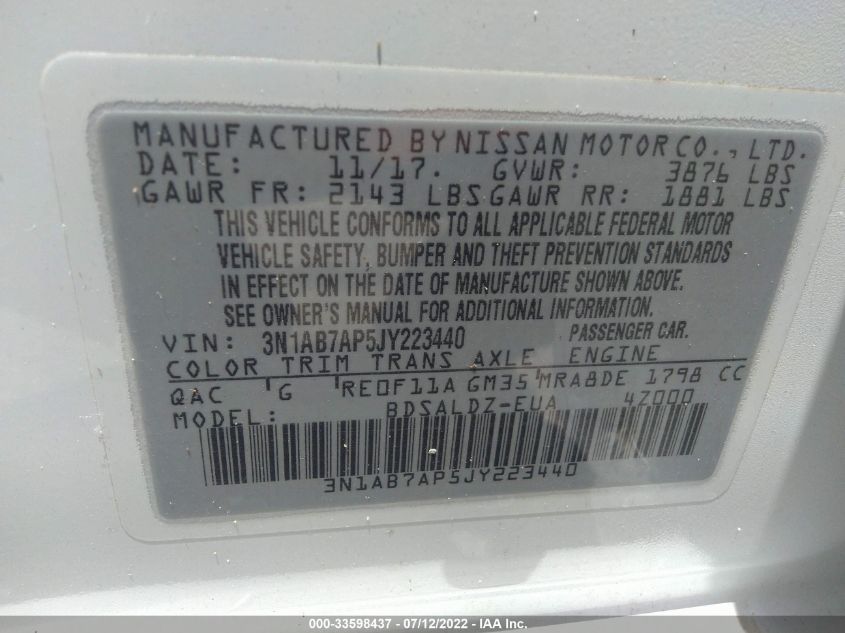 MANUFACTURED BY NISSAN MOTOR CO., LTD.
DATE: 11/17. GVWR: 3876 LBS
GAWR FR: 2143 LBS GAWR RR: 1881 LBS
THIS VEHICLE CONFORMS TO ALL APPLICABLE FEDERAL MOTOR
VEHICLE SAFETY, BUMPER AND THEFT PREVENTION STANDARDS
IN EFFECT ON THE DATE OF MANUFACTURE SHOWN ABOVE.
SEE OWNER'S MANUAL FOR ADDITIONAL INFORMATION.
VIN: 3N1AB7AP5JY223440 PASSENGER CAR.
COLOR TRIM TRANS AXLE ENGINE
QAC G RE0F11A GM35 MRA8DE 1798 CC
MODEL: BDSALDZ-EUA 4Z000
3N1AB7AP5JY223440
000-33598437 - 07/12/2022 - IAA Inc.